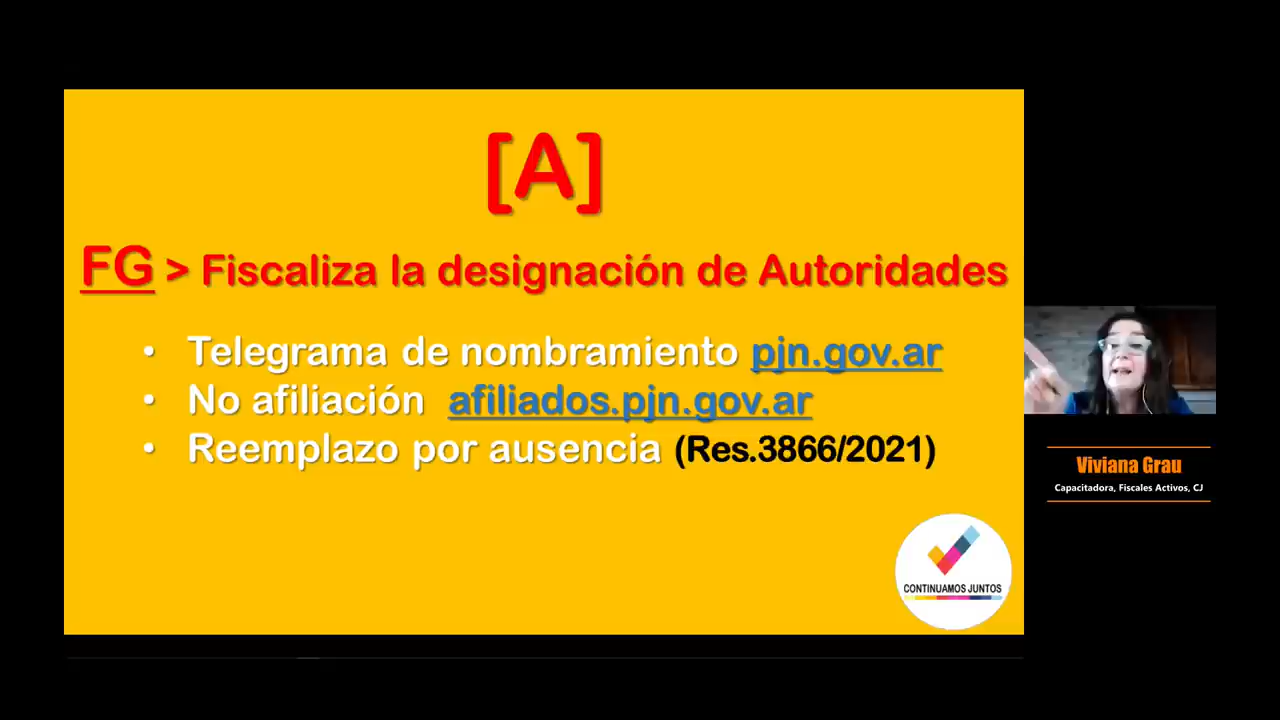 [A]
FG > Fiscaliza la designación de Autoridades
• Telegrama de nombramiento pjn.gov.ar
• No afiliación afiliados.pjn.gov.ar
• Reemplazo por ausencia (Res.3866/2021)
Viviana Grau
Capacitadora, Fiscales Activos, CJ
CONTINUAMOS JUNTOS